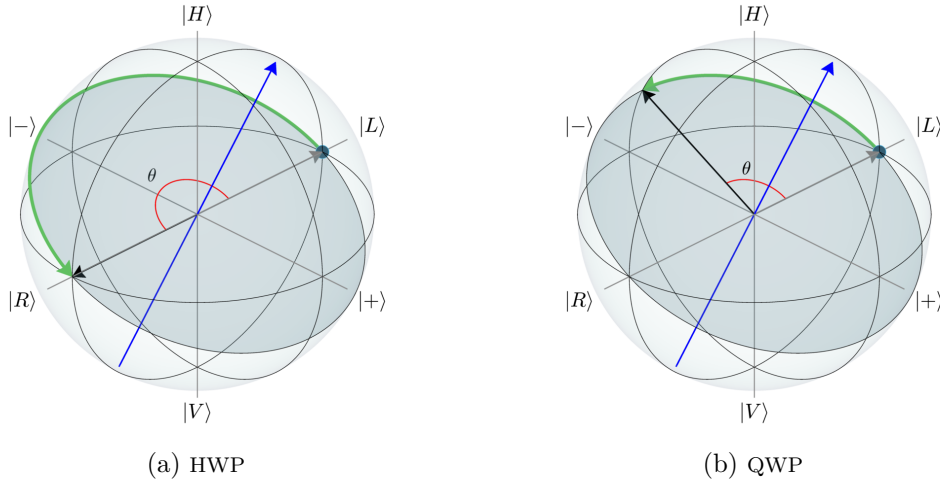 |H⟩
|−⟩
|L⟩
θ
|R⟩
|+⟩
|V⟩
(a) HWP
|H⟩
|−⟩
|L⟩
θ
|R⟩
|+⟩
|V⟩
(b) QWP